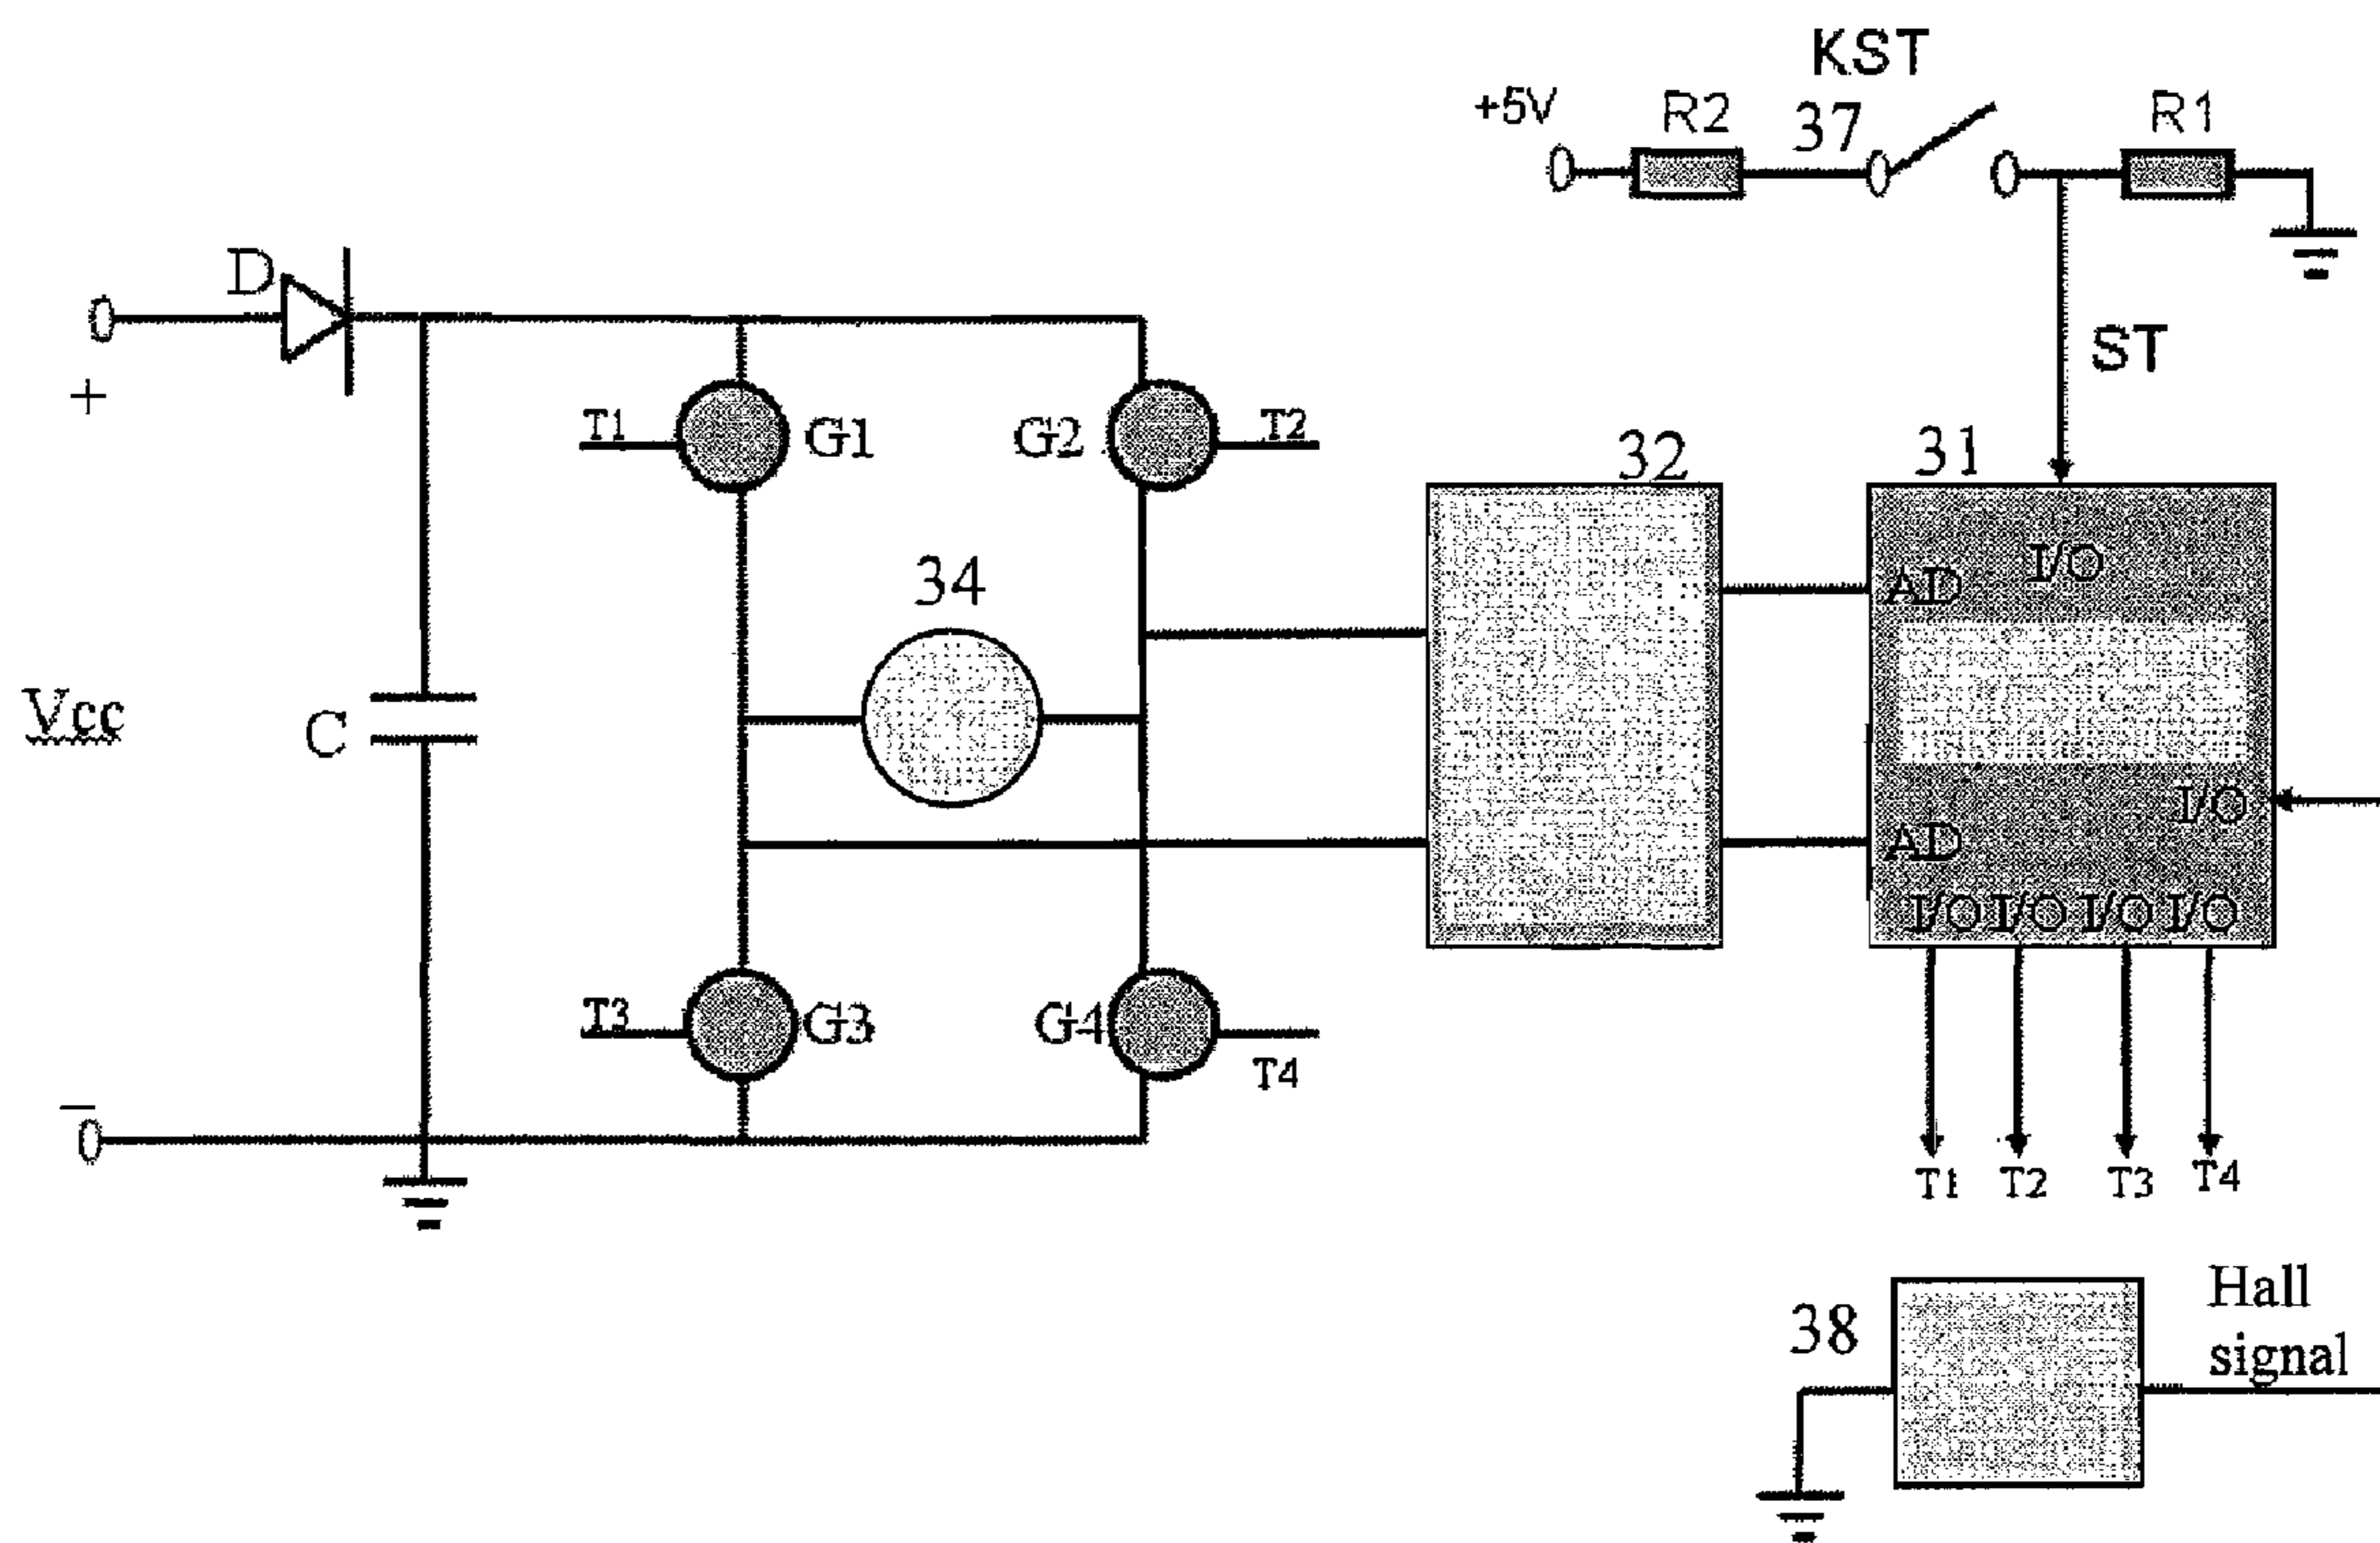 KST
+5V
R2
37
R1
D
+
ST
T1
G1
G2
T2
32
31
34
AD
I/O
Vcc
C
I/O
AD
I/O I/O I/O I/O
T3
G3
G4
T4
–
T1 T2 T3 T4
38
Hall
signal